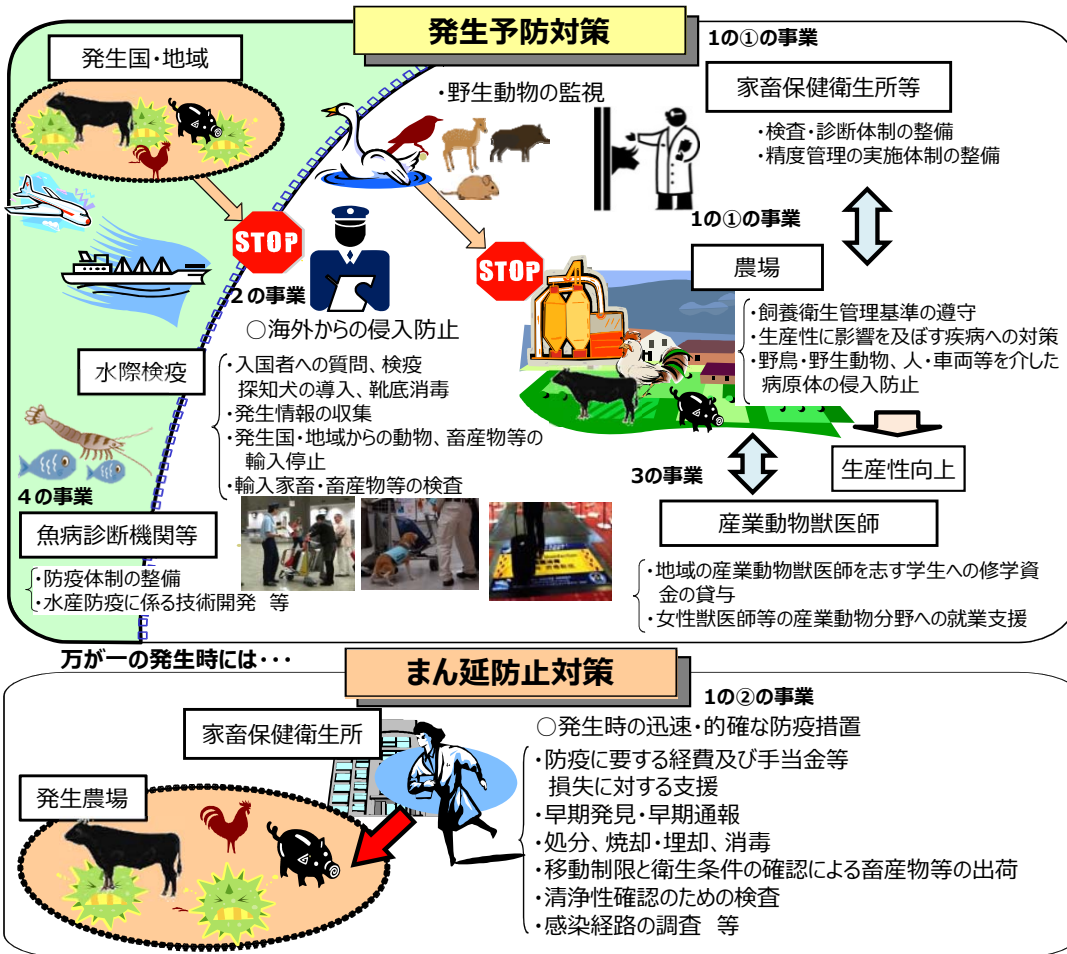 発生予防対策
発生国・地域
1の①の事業
家畜保健衛生所等
・検査・診断体制の整備
・精度管理の実施体制の整備
・野生動物の監視
STOP
STOP
1の①の事業
農場
・飼養衛生管理基準の遵守
・生産性に影響を及ぼす疾病への対策
・野鳥・野生動物、人・車両等を介した
病原体の侵入防止
生産性向上
2の事業
○海外からの侵入防止
水際検疫
・入国者への質問、検疫
探知犬の導入、靴底消毒
・発生情報の収集
・発生国・地域からの動物、畜産物等の
輸入停止
・輸入家畜・畜産物等の検査
3の事業
産業動物獣医師
・地域の産業動物獣医師を志す学生への修学資
金の貸与
・女性獣医師等の産業動物分野への就業支援
4の事業
魚病診断機関等
・防疫体制の整備
・水産防疫に係る技術開発 等
万が一の発生時には・・・
まん延防止対策
1の②の事業
家畜保健衛生所
発生農場
○発生時の迅速・的確な防疫措置
・防疫に要する経費及び手当金等
損失に対する支援
・早期発見・早期通報
・処分、焼却・埋却、消毒
・移動制限と衛生条件の確認による畜産物等の出荷
・清浄性確認のための検査
・感染経路の調査 等